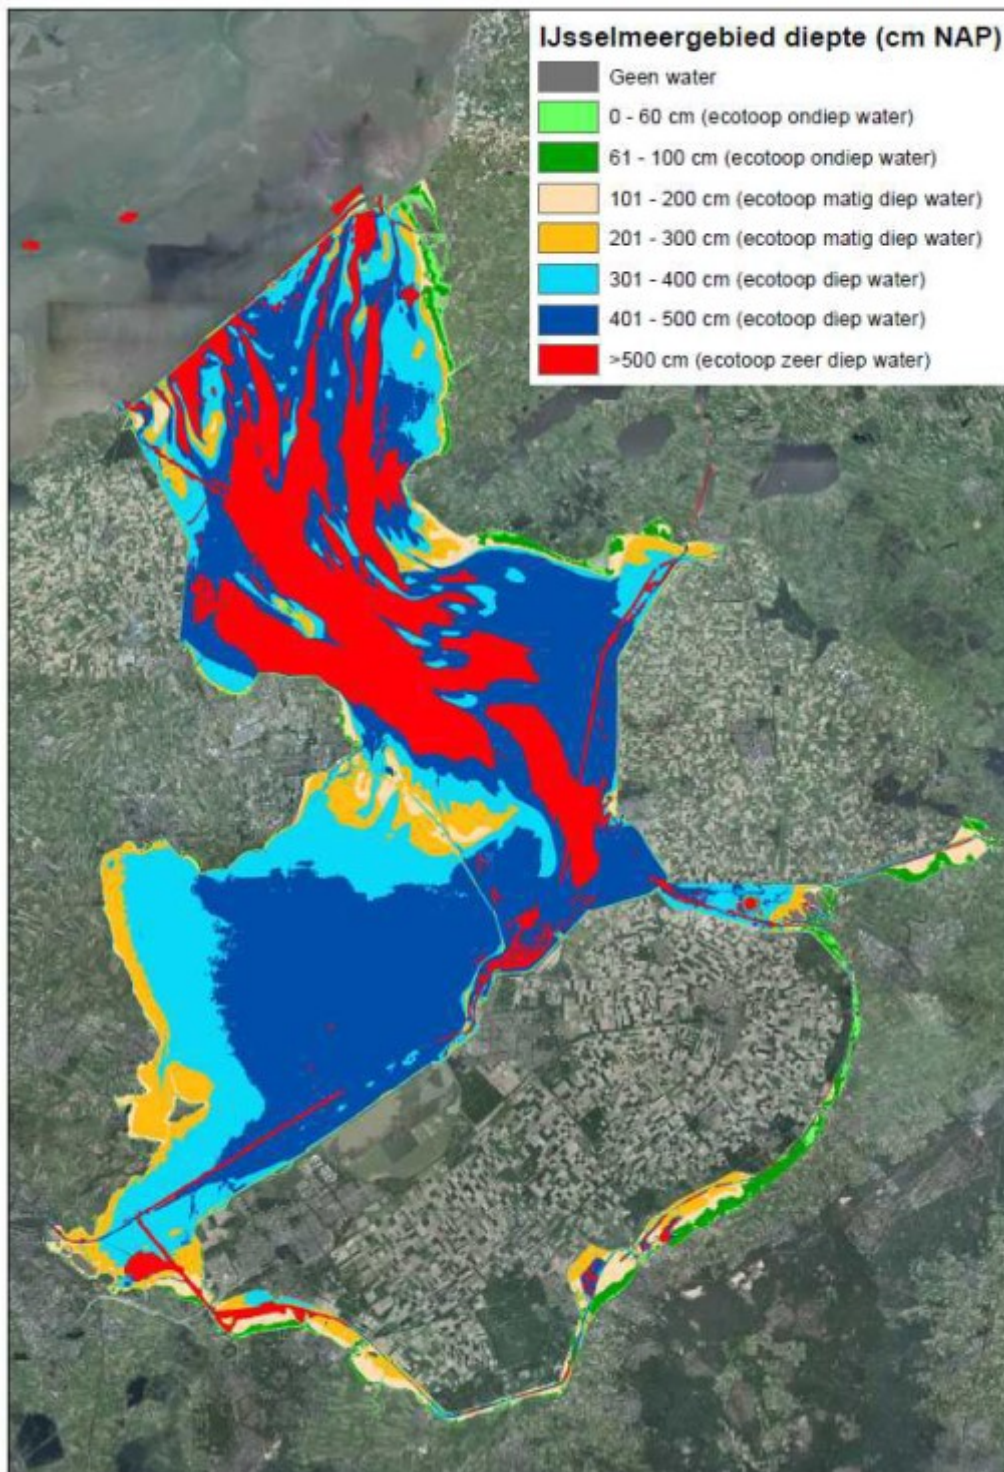 IJsselmeergebied diepte (cm NAP)
Geen water
0 - 60 cm (ecotoop ondiep water)
61 - 100 cm (ecotoop ondiep water)
101 - 200 cm (ecotoop matig diep water)
201 - 300 cm (ecotoop matig diep water)
301 - 400 cm (ecotoop diep water)
401 - 500 cm (ecotoop diep water)
>500 cm (ecotoop zeer diep water)